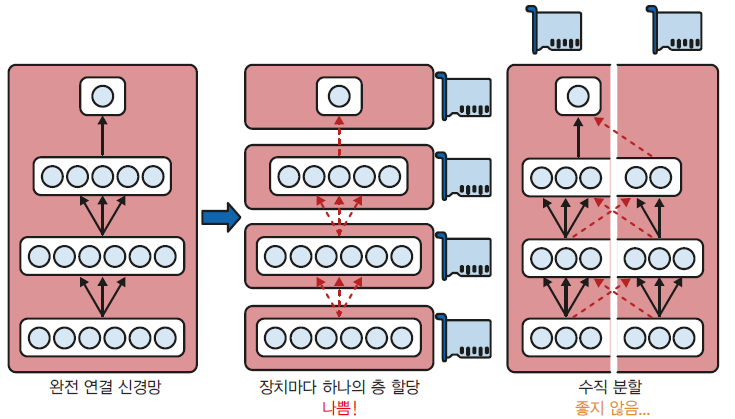 완전 연결 신경망
장치마다 하나의 층 할당
나쁨!
수직 분할
좋지 않음...